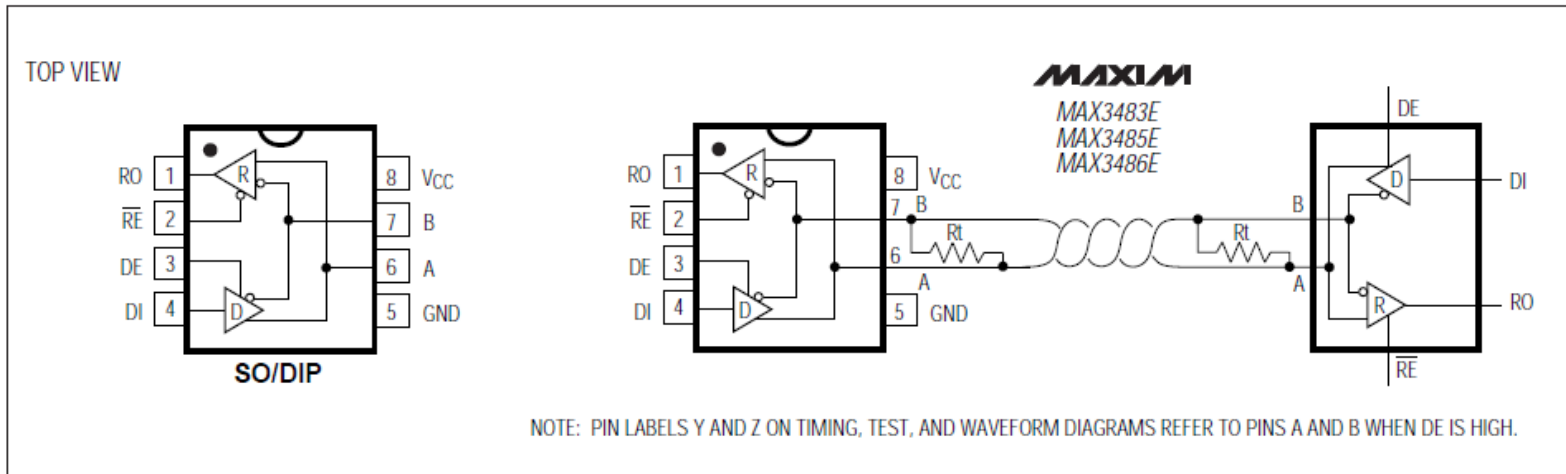 TOP VIEW
MAXIM
MAX3483E
MAX3485E
MAX3486E
RO 1 R 8 VCC
RE 2 7 B
DE 3 6 A
DI 4 D 5 GND
SO/DIP
RO 1 R 8 VCC
RE 2 7 B
DE 3 6 A
DI 4 D 5 GND
Rt
Rt
DE
D DI
B
A
R RO
RE
NOTE: PIN LABELS Y AND Z ON TIMING, TEST, AND WAVEFORM DIAGRAMS REFER TO PINS A AND B WHEN DE IS HIGH.